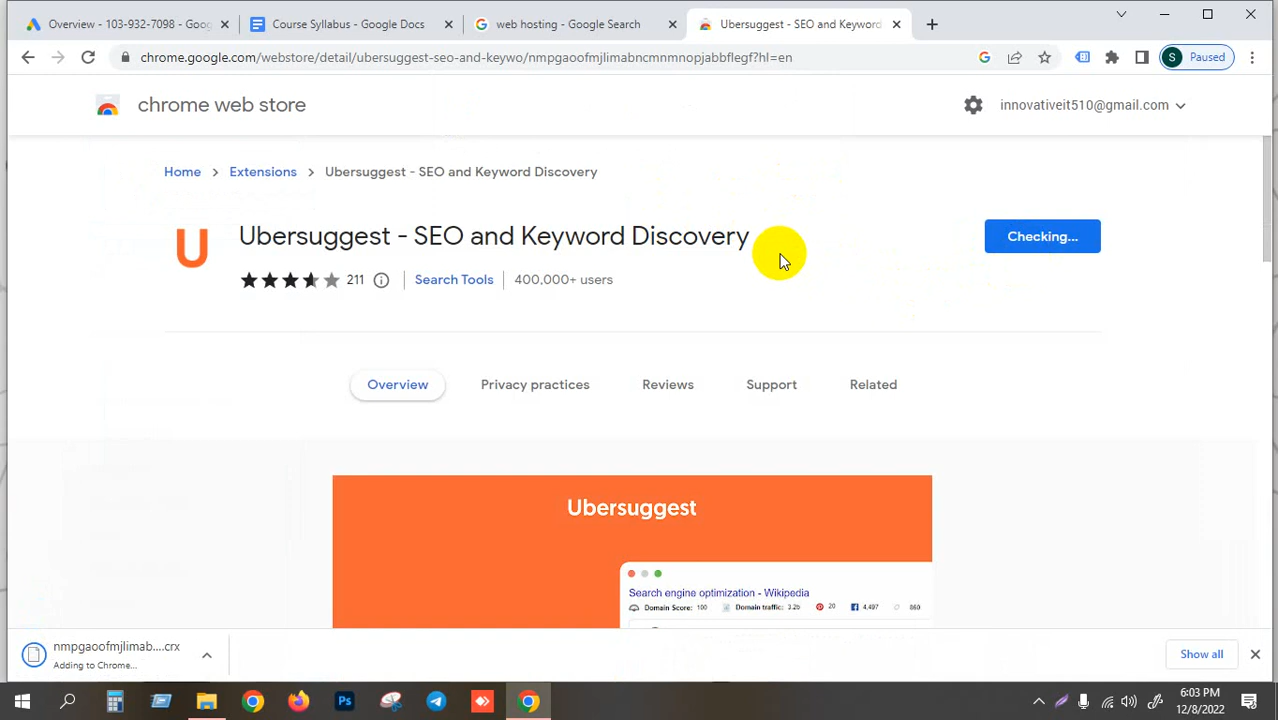 Overview - 103-932-7098 - Goog
Course Syllabus - Google Docs
web hosting - Google Search
Ubersuggest - SEO and Keyword
chrome.google.com/webstore/detail/ubersuggest-seo-and-keywo/nmpgaoofmjlimabncmnmnopjabbflegf?hl=en
S Paused
chrome web store
innovativeit510@gmail.com
Home
Extensions
Ubersuggest - SEO and Keyword Discovery
U
Ubersuggest - SEO and Keyword Discovery
Checking...
211
Search Tools
400,000+ users
Overview
Privacy practices
Reviews
Support
Related
Ubersuggest
Search engine optimization - Wikipedia
Domain Score: 100 Domain traffic: 3.2b 20 4,497 860
nmpgaoofmjlimab....crx
Adding to Chrome...
Show all
Ps
6:03 PM
12/8/2022